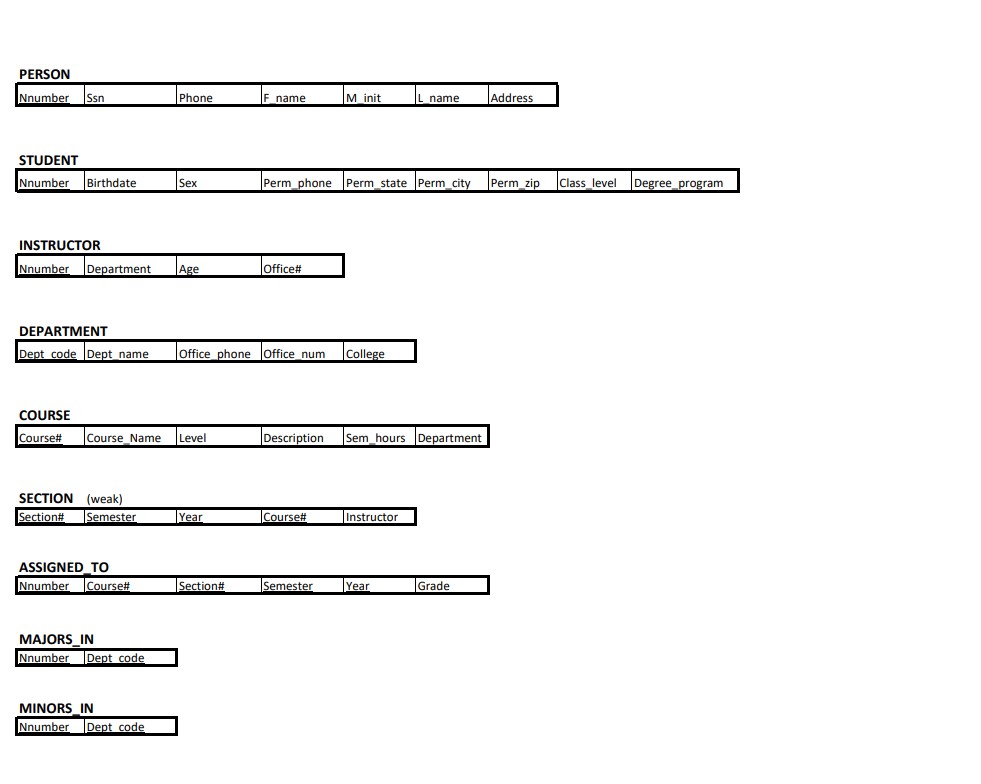 PERSON
Nnumber Ssn Phone F_name M_init L_name Address
STUDENT
Nnumber Birthdate Sex Perm_phone Perm_state Perm_city Perm_zip Class_level Degree_program
INSTRUCTOR
Nnumber Department Age Office#
DEPARTMENT
Dept_code Dept_name Office_phone Office_num College
COURSE
Course# Course_Name Level Description Sem_hours Department
SECTION (weak)
Section# Semester Year Course# Instructor
ASSIGNED_TO
Nnumber Course# Section# Semester Year Grade
MAJORS_IN
Nnumber Dept_code
MINORS_IN
Nnumber Dept_code